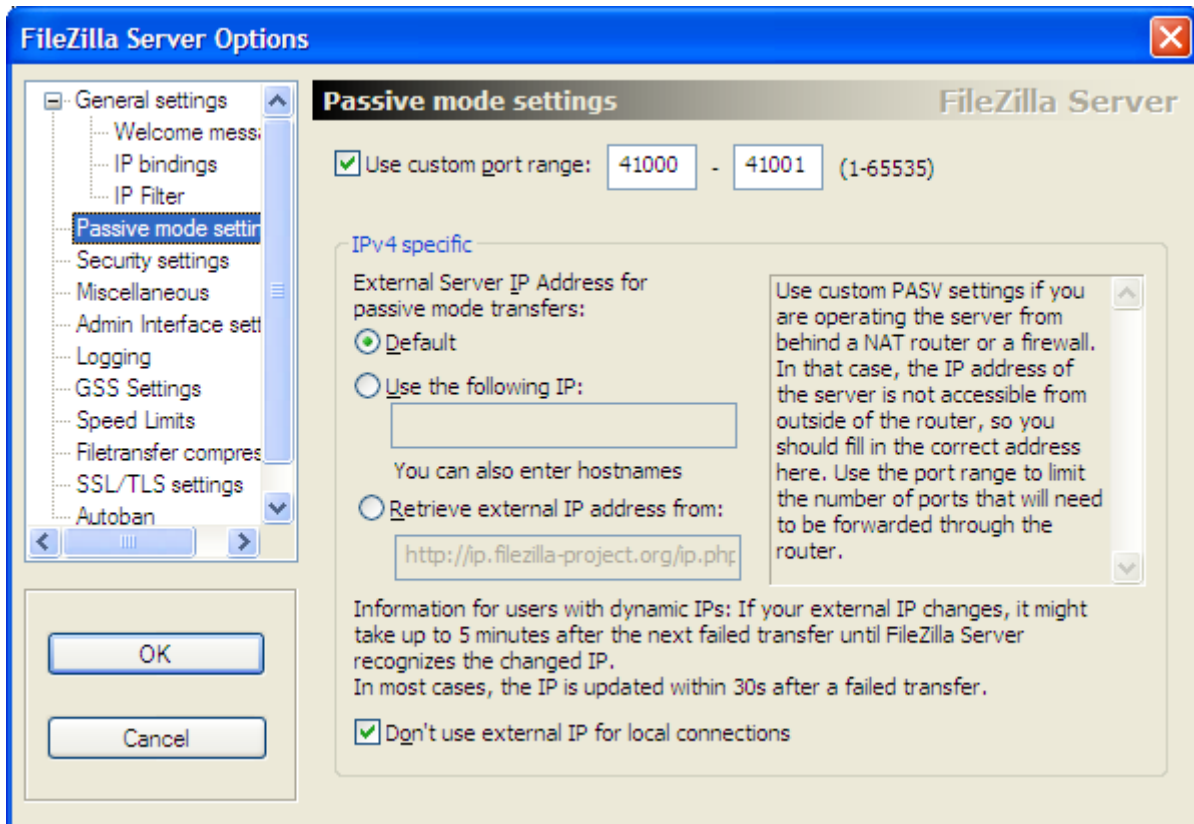 FileZilla Server Options
General settings
Welcome messa
IP bindings
IP Filter
Passive mode settin
Security settings
Miscellaneous
Admin Interface sett
Logging
GSS Settings
Speed Limits
Filetransfer compres
SSL/TLS settings
Autoban
OK
Cancel
Passive mode settings
FileZilla Server
Use custom port range: 41000 - 41001 (1-65535)
IPv4 specific
External Server IP Address for
passive mode transfers:
Default
Use the following IP:
You can also enter hostnames
Retrieve external IP address from:
http://ip.filezilla-project.org/ip.php
Use custom PASV settings if you
are operating the server from
behind a NAT router or a firewall.
In that case, the IP address of
the server is not accessible from
outside of the router, so you
should fill in the correct address
here. Use the port range to limit
the number of ports that will need
to be forwarded through the
router.
Information for users with dynamic IPs: If your external IP changes, it might
take up to 5 minutes after the next failed transfer until FileZilla Server
recognizes the changed IP.
In most cases, the IP is updated within 30s after a failed transfer.
Don't use external IP for local connections